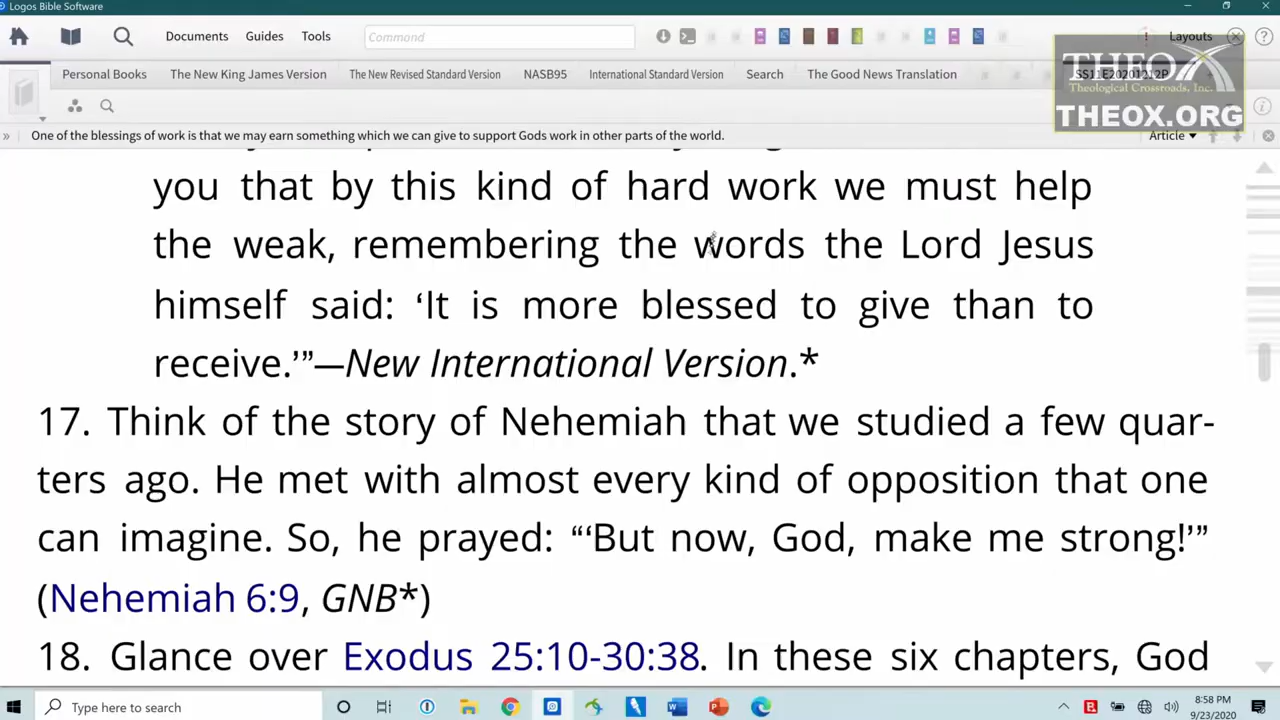 Logos Bible Software
Documents Guides Tools Command Layouts
Personal Books The New King James Version The New Revised Standard Version NASB95 International Standard Version Search The Good News Translation SS11E20201212P
THEOX
Theological Crossroads, Inc.
THEOX.ORG
» One of the blessings of work is that we may earn something which we can give to support Gods work in other parts of the world. Article
you that by this kind of hard work we must help
the weak, remembering the words the Lord Jesus
himself said: ‘It is more blessed to give than to
receive.’”—New International Version.*
17. Think of the story of Nehemiah that we studied a few quar-
ters ago. He met with almost every kind of opposition that one
can imagine. So, he prayed: “‘But now, God, make me strong!’”
(Nehemiah 6:9, GNB*)
18. Glance over Exodus 25:10-30:38. In these six chapters, God
Type here to search
8:58 PM
9/23/2020